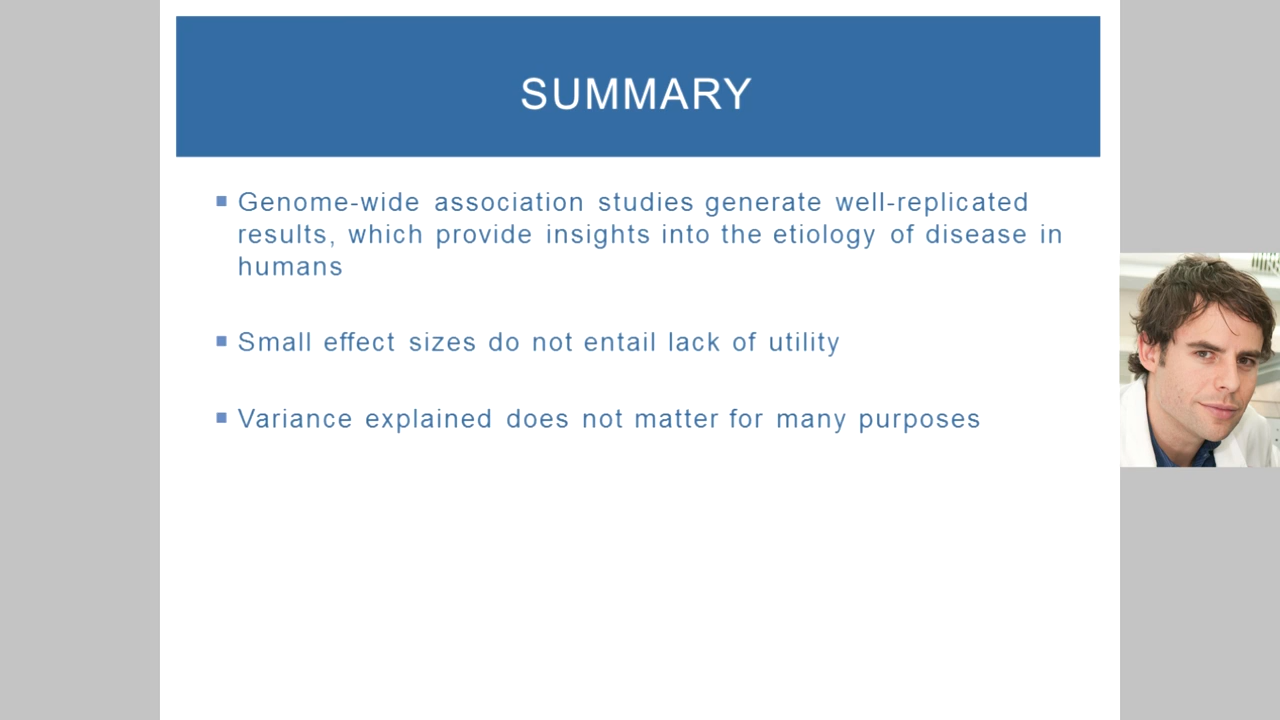 SUMMARY
Genome-wide association studies generate well-replicated
results, which provide insights into the etiology of disease in
humans
Small effect sizes do not entail lack of utility
Variance explained does not matter for many purposes